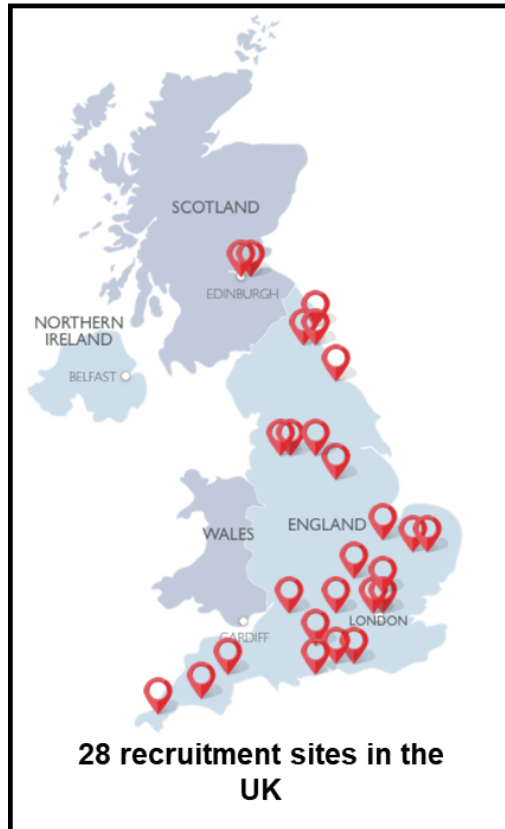 SCOTLAND
EDINBURGH
NORTHERN
IRELAND
BELFAST
WALES
ENGLAND
LONDON
CARDIFF
28 recruitment sites in the
UK